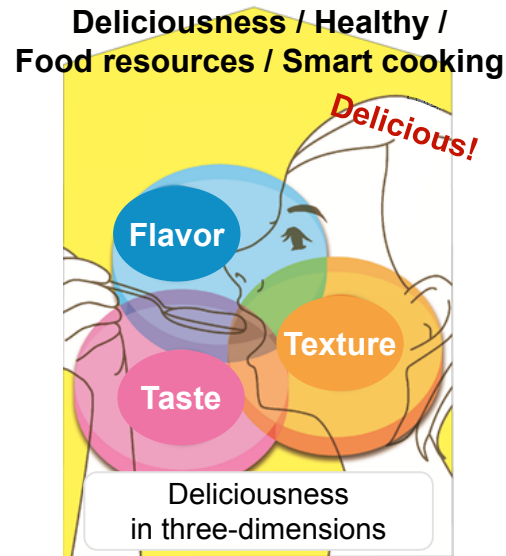 Deliciousness / Healthy /
Food resources / Smart cooking
Delicious!
Flavor
Texture
Taste
Deliciousness
in three-dimensions